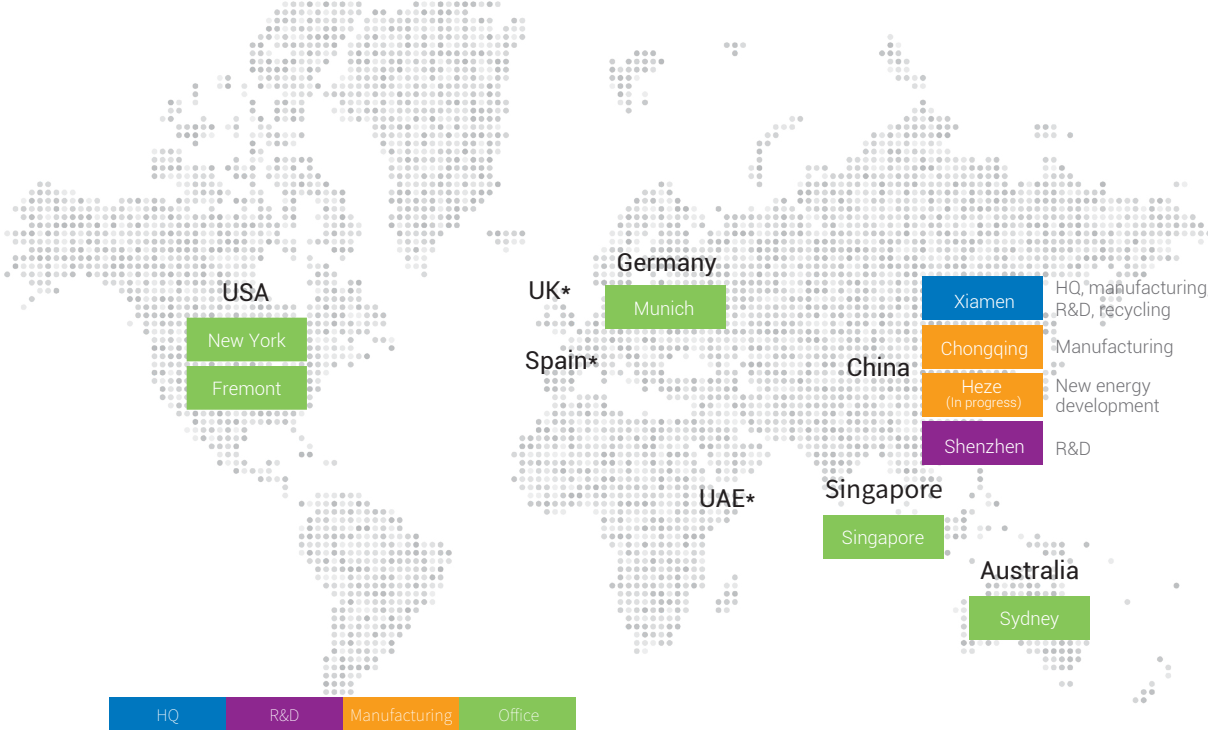 USA
New York
Fremont
UK*
Germany
Munich
Spain*
UAE*
China
Xiamen
HQ, manufacturing
R&D, recycling
Chongqing
Manufacturing
Heze
(In progress)
New energy
development
Shenzhen
R&D
Singapore
Singapore
Australia
Sydney
HQ
R&D
Manufacturing
Office